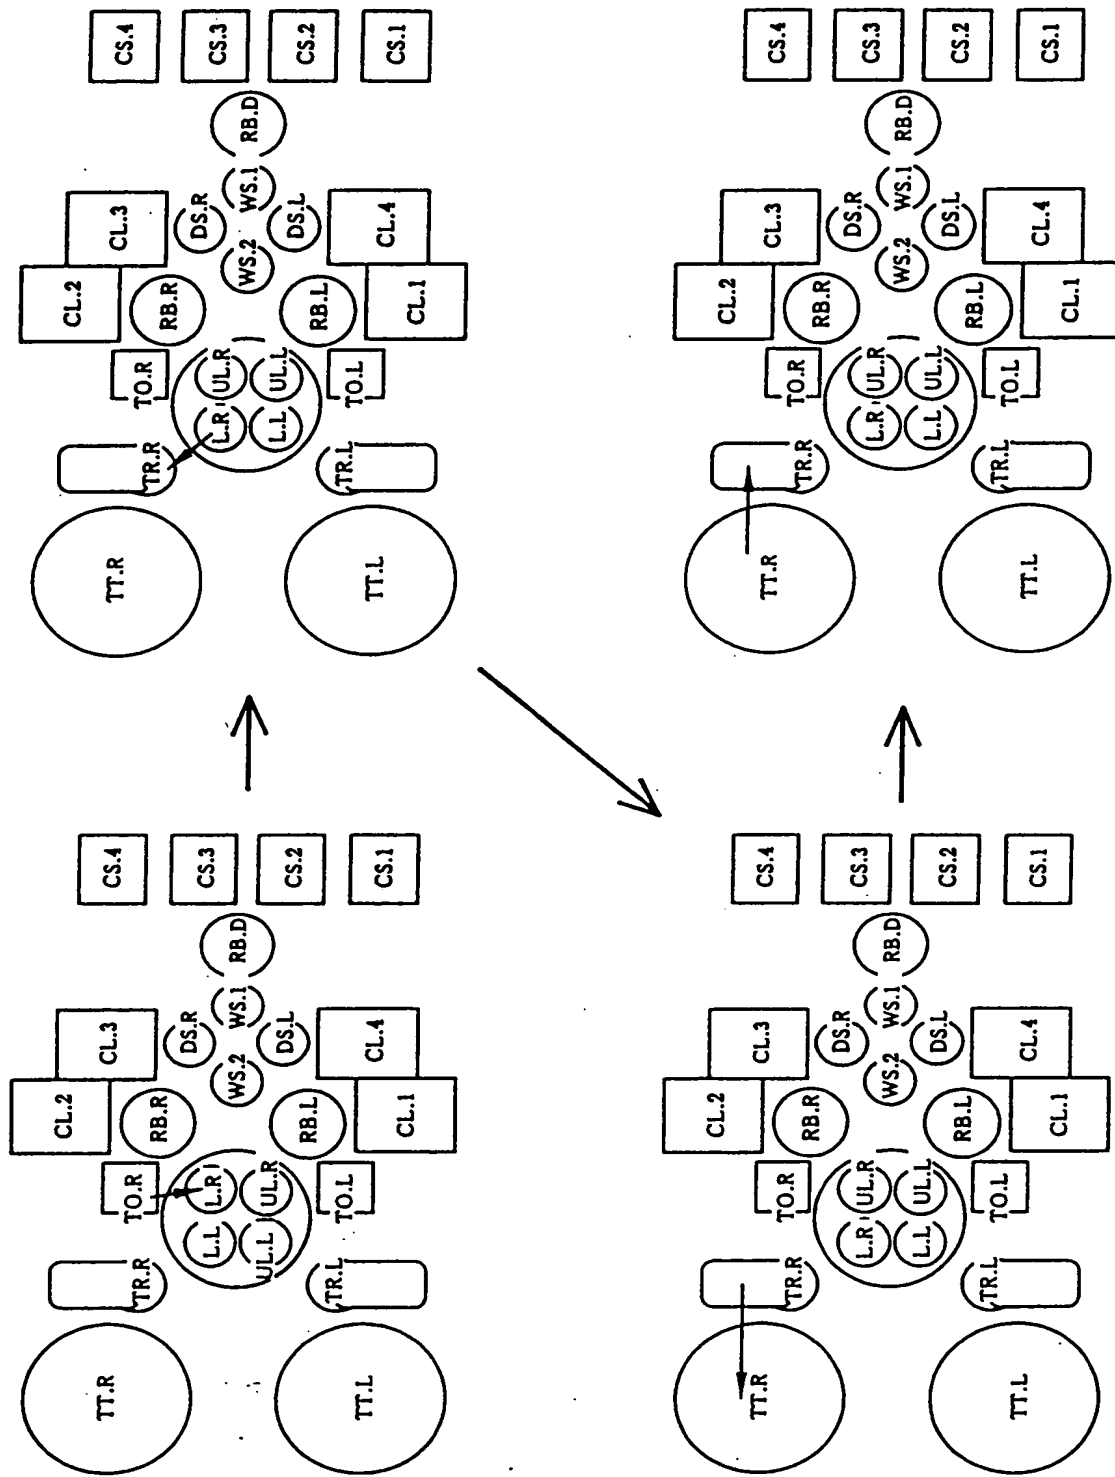 CL.2
CL.3
TT.R
CS.4
TR.R
TO.R
RB.R
DS.R
CS.3
L.L
L.R
WS.2
WS.1
RB.D
UL.L
UL.R
DS.L
CS.2
RB.L
TR.L
TO.L
TT.L
CL.4
CS.1
CL.1
CL.2
CL.3
TT.R
CS.4
TR.R
TO.R
RB.R
DS.R
CS.3
L.R
UL.R
WS.2
WS.1
RB.D
L.L
UL.L
DS.L
CS.2
RB.L
TR.L
TO.L
TT.L
CL.4
CS.1
CL.1
CL.2
CL.3
TT.R
CS.4
TR.R
TO.R
RB.R
DS.R
CS.3
L.R
UL.R
WS.2
WS.1
RB.D
L.L
UL.L
DS.L
CS.2
RB.L
TR.L
TO.L
TT.L
CL.4
CS.1
CL.1
CL.2
CL.3
TT.R
CS.4
TR.R
TO.R
RB.R
DS.R
CS.3
L.R
UL.R
WS.2
WS.1
RB.D
L.L
UL.L
DS.L
CS.2
RB.L
TR.L
TO.L
TT.L
CL.4
CS.1
CL.1